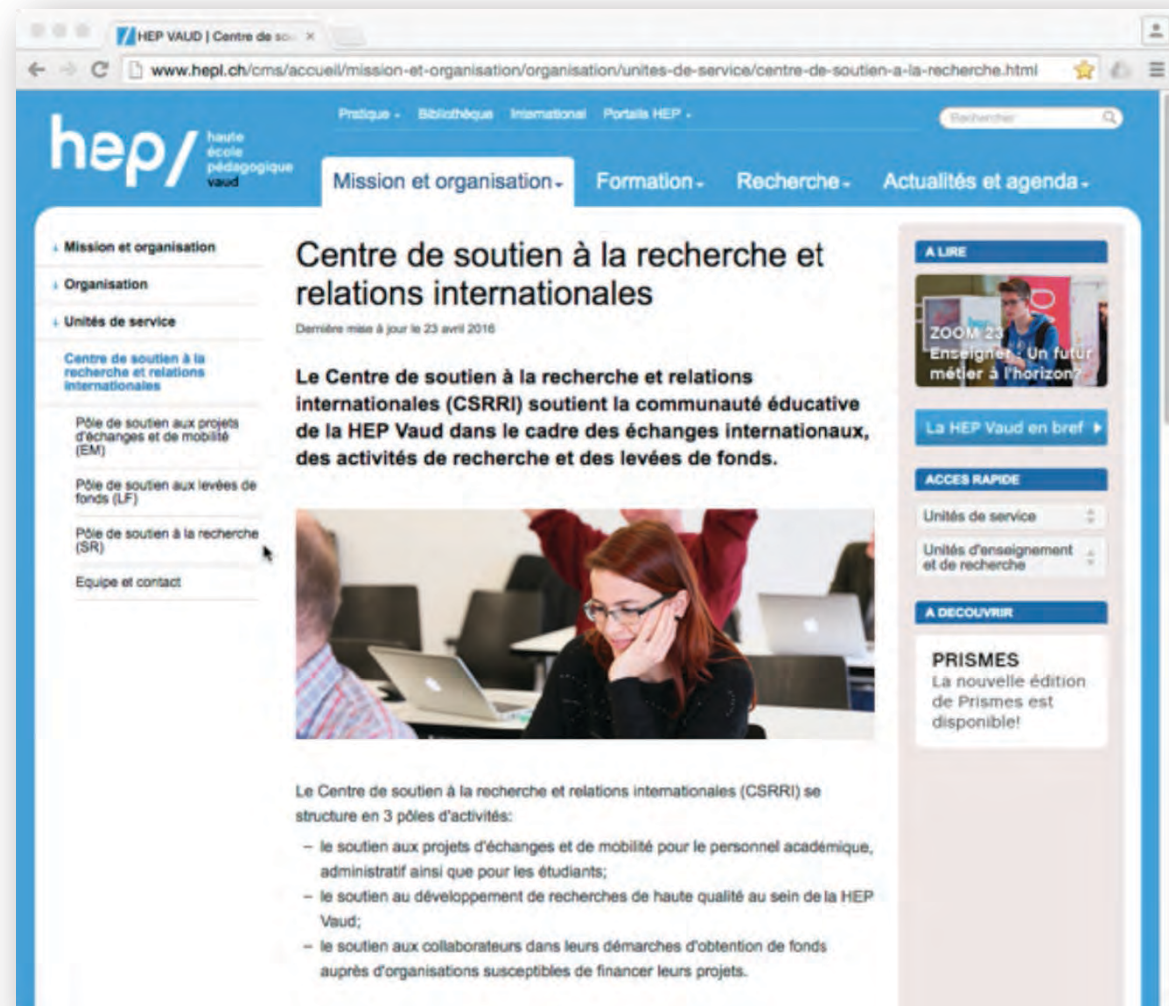 HEP VAUD | Centre de sou
www.hepl.ch/cms/accueil/mission-et-organisation/organisation/unites-de-service/centre-de-soutien-a-la-recherche.html
Pratique Bibliothèque International Portails HEP
Rechercher
hep/
haute
école
pédagogique
vaud
Mission et organisation Formation Recherche Actualités et agenda
Mission et organisation
Organisation
Unités de service
Centre de soutien à la
recherche et relations
internationales
Pôle de soutien aux projets
d'échanges et de mobilité
(EM)
Pôle de soutien aux levées de
fonds (LF)
Pôle de soutien à la recherche
(SR)
Equipe et contact
Centre de soutien à la recherche et
relations internationales
Dernière mise à jour le 23 avril 2016
Le Centre de soutien à la recherche et relations
internationales (CSRRI) soutient la communauté éducative
de la HEP Vaud dans le cadre des échanges internationaux,
des activités de recherche et des levées de fonds.
Le Centre de soutien à la recherche et relations internationales (CSRRI) se
structure en 3 pôles d'activités:
– le soutien aux projets d'échanges et de mobilité pour le personnel académique,
administratif ainsi que pour les étudiants;
– le soutien au développement de recherches de haute qualité au sein de la HEP
Vaud;
– le soutien aux collaborateurs dans leurs démarches d'obtention de fonds
auprès d'organisations susceptibles de financer leurs projets.
A LIRE
ZOOM 23
Enseigner : Un futur
métier à l'horizon?
La HEP Vaud en bref
ACCES RAPIDE
Unités de service
Unités d'enseignement
et de recherche
A DECOUVRIR
PRISMES
La nouvelle édition
de Prismes est
disponible!